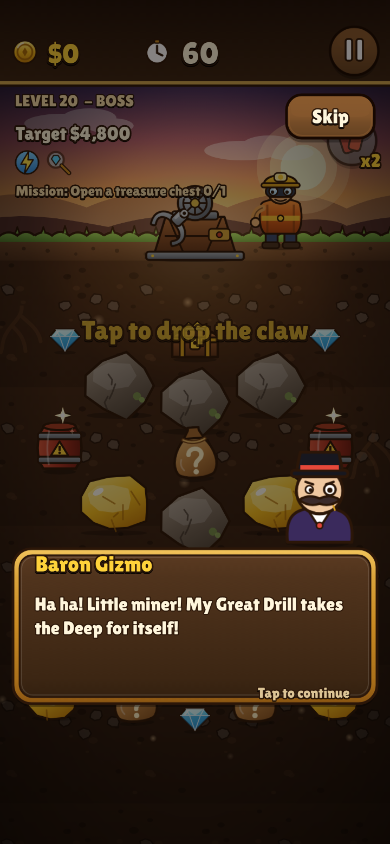 $0
60
LEVEL 20 – BOSS
Skip
Target $4,800
x2
Mission: Open a treasure chest 0/1
Tap to drop the claw
?
Baron Gizmo
Ha ha! Little miner! My Great Drill takes
the Deep for itself!
Tap to continue